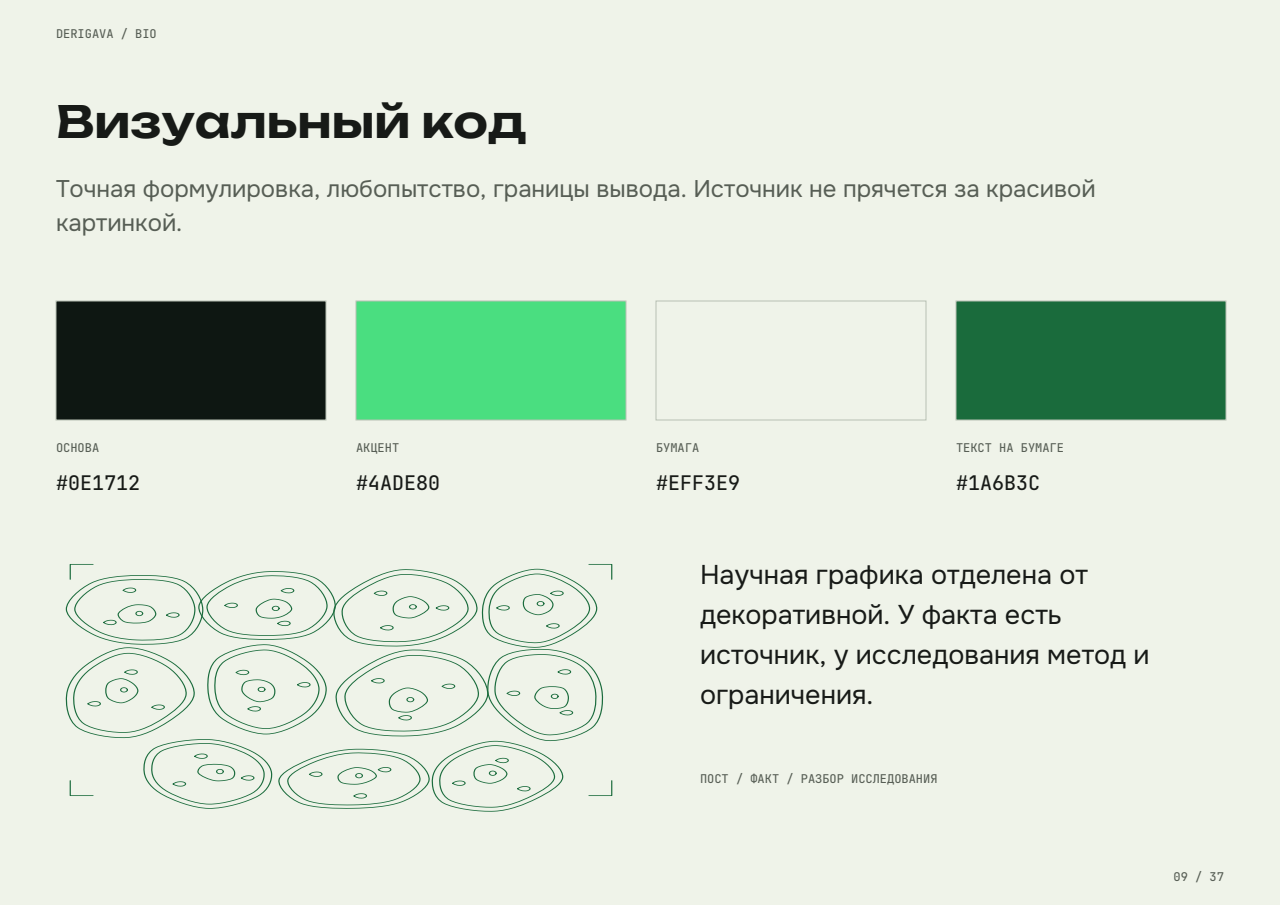 DERIGAVA / BIO
Визуальный код
Точная формулировка, любопытство, границы вывода. Источник не прячется за красивой
картинкой.
ОСНОВА
АКЦЕНТ
БУМАГА
ТЕКСТ НА БУМАГЕ
#0E1712
#4ADE80
#EFF3E9
#1A6B3C
Научная графика отделена от
декоративной. У факта есть
источник, у исследования метод и
ограничения.
ПОСТ / ФАКТ / РАЗБОР ИССЛЕДОВАНИЯ
09 / 37